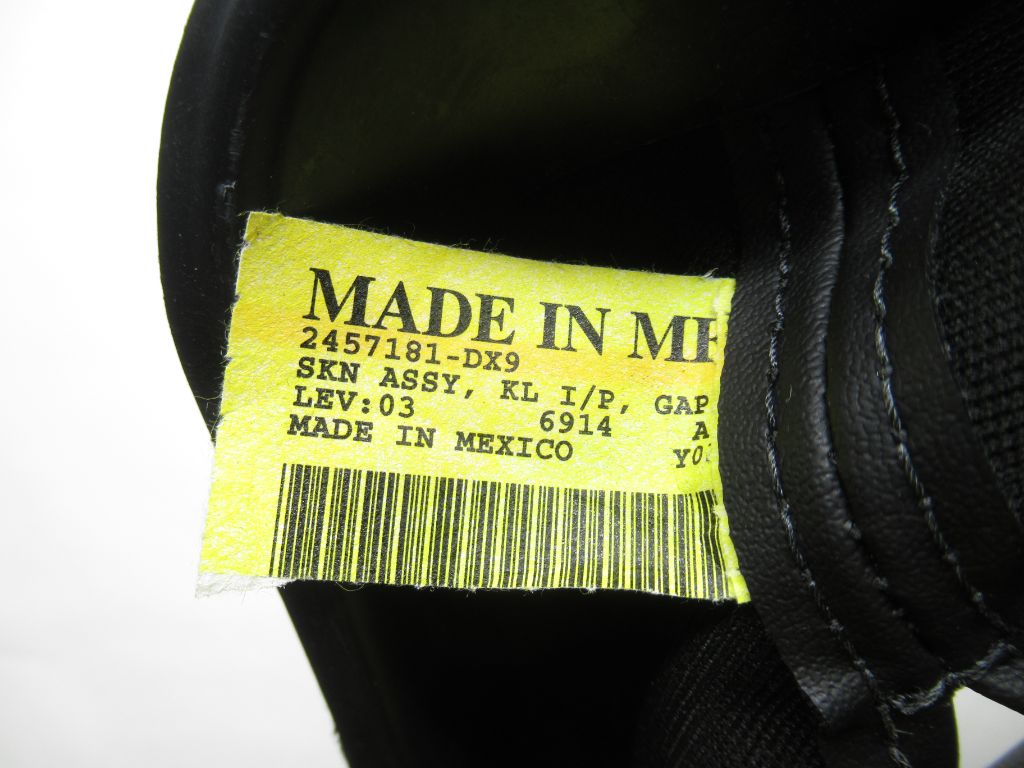 MADE IN ME
2457181-DX9
SKN ASSY, KL I/P, GAP
LEV:03 6914 A
MADE IN MEXICO